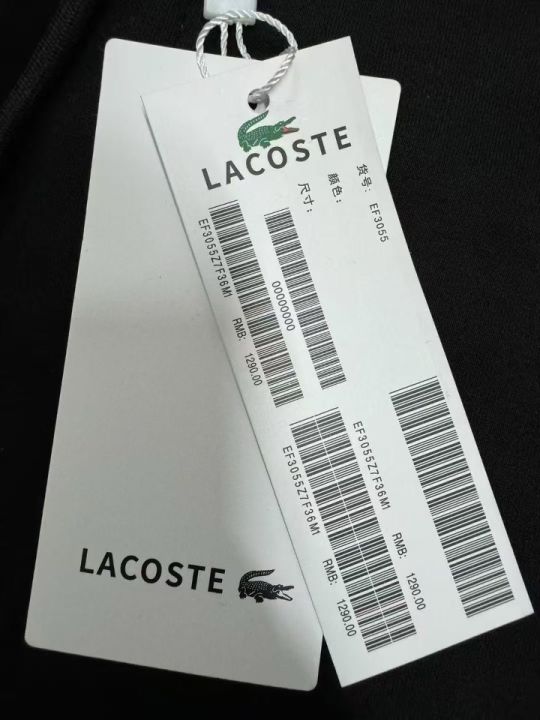 LACOSTE
货号: EF3055
颜色:
尺寸:
EF3055Z7F36M1
RMB: 1290.00
00000000
EF3055Z7F36M1
RMB: 1290.00
EF3055Z7F36M1
RMB: 1290.00
LACOSTE